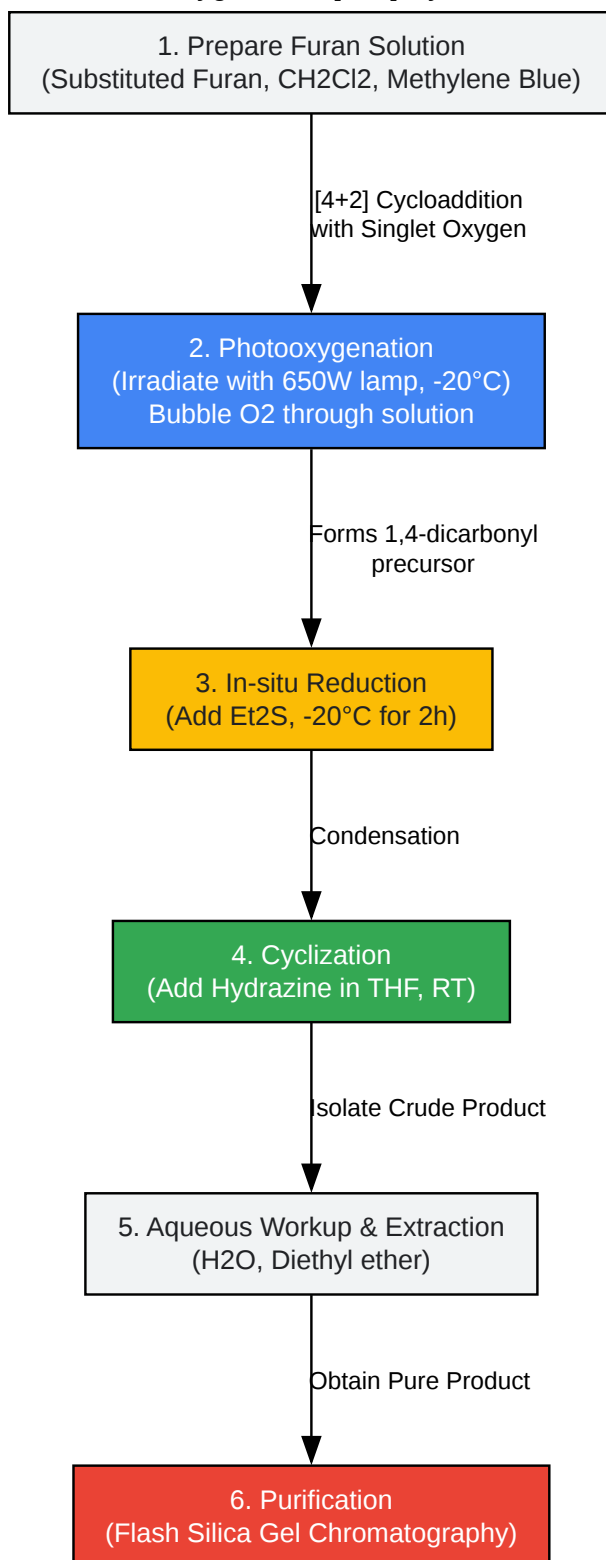 1. Prepare Furan Solution
(Substituted Furan, CH2Cl2, Methylene Blue)
[4+2] Cycloaddition
with Singlet Oxygen
2. Photooxygenation
(Irradiate with 650W lamp, -20°C)
Bubble O2 through solution
Forms 1,4-dicarbonyl
precursor
3. In-situ Reduction
(Add Et2S, -20°C for 2h)
Condensation
4. Cyclization
(Add Hydrazine in THF, RT)
Isolate Crude Product
5. Aqueous Workup & Extraction
(H2O, Diethyl ether)
Obtain Pure Product
6. Purification
(Flash Silica Gel Chromatography)